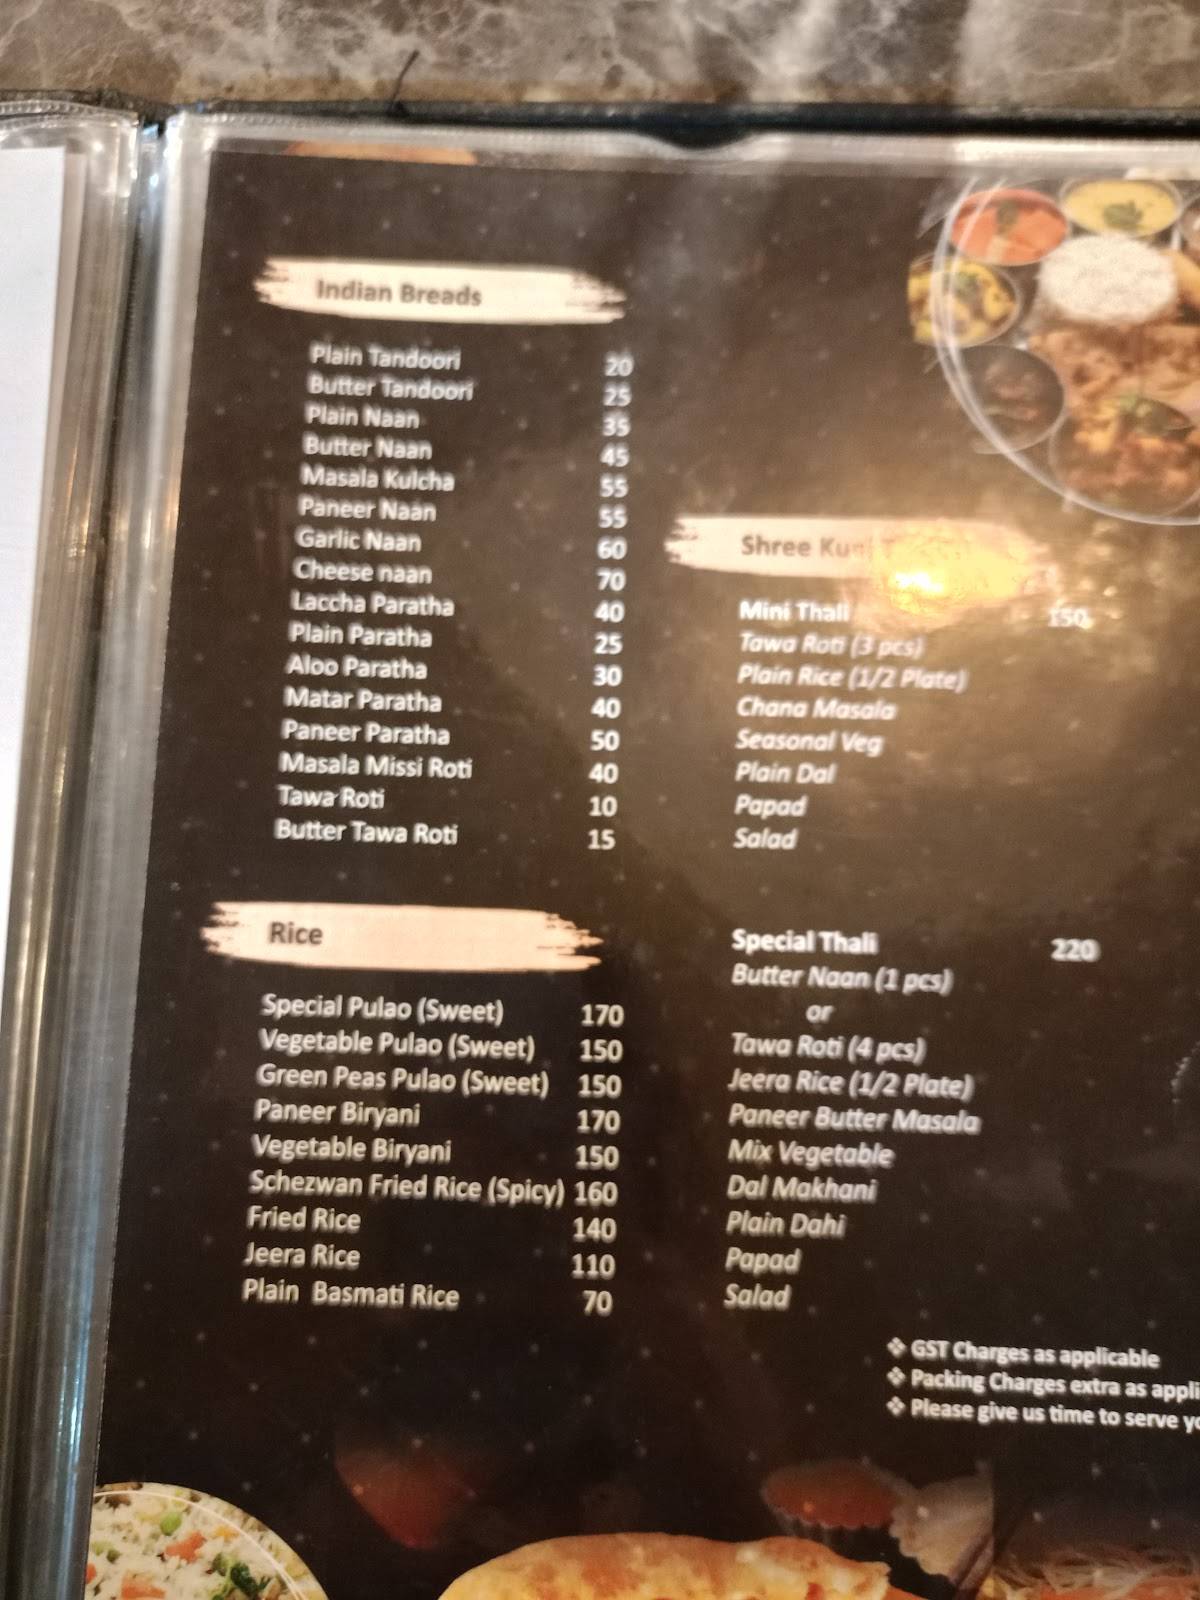 Indian Breads
Plain Tandoori 20
Butter Tandoori 25
Plain Naan 35
Butter Naan 45
Masala Kulcha 55
Paneer Naan 55
Garlic Naan 60
Cheese naan 70
Laccha Paratha 40
Plain Paratha 25
Aloo Paratha 30
Matar Paratha 40
Paneer Paratha 50
Masala Missi Roti 40
Tawa Roti 10
Butter Tawa Roti 15
Rice
Special Pulao (Sweet) 170
Vegetable Pulao (Sweet) 150
Green Peas Pulao (Sweet) 150
Paneer Biryani 170
Vegetable Biryani 150
Schezwan Fried Rice (Spicy) 160
Fried Rice 140
Jeera Rice 110
Plain Basmati Rice 70
Shree
Mini Thali 150
Tawa Roti (3 pcs)
Plain Rice (1/2 Plate)
Chana Masala
Seasonal Veg
Plain Dal
Papad
Salad
Special Thali 220
Butter Naan (1 pcs)
or
Tawa Roti (4 pcs)
Jeera Rice (1/2 Plate)
Paneer Butter Masala
Mix Vegetable
Dal Makhani
Plain Dahi
Papad
Salad
❖ GST Charges as applicable
❖ Packing Charges extra as appli
❖ Please give us time to serve yo